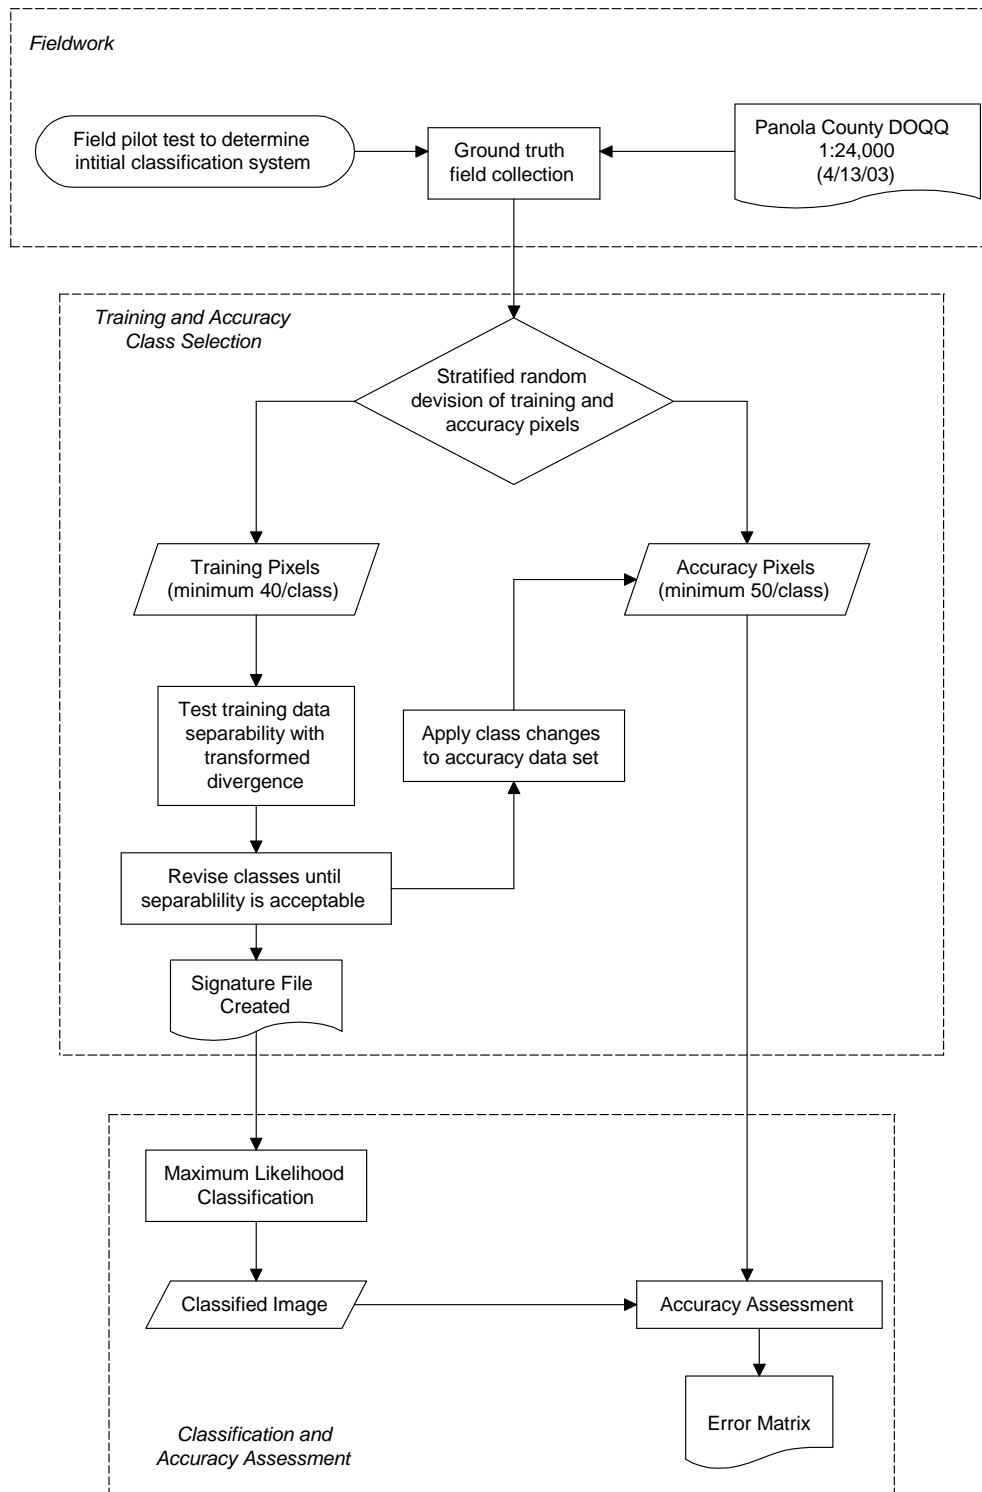 Fieldwork
Field pilot test to determine
intitial classification system
Ground truth
field collection
Panola County DOQQ
1:24,000
(4/13/03)
Training and Accuracy
Class Selection
Stratified random
devision of training and
accuracy pixels
Training Pixels
(minimum 40/class)
Accuracy Pixels
(minimum 50/class)
Test training data
separability with
transformed
divergence
Apply class changes
to accuracy data set
Revise classes until
separablility is acceptable
Signature File
Created
Maximum Likelihood
Classification
Classified Image
Accuracy Assessment
Error Matrix
Classification and
Accuracy Assessment